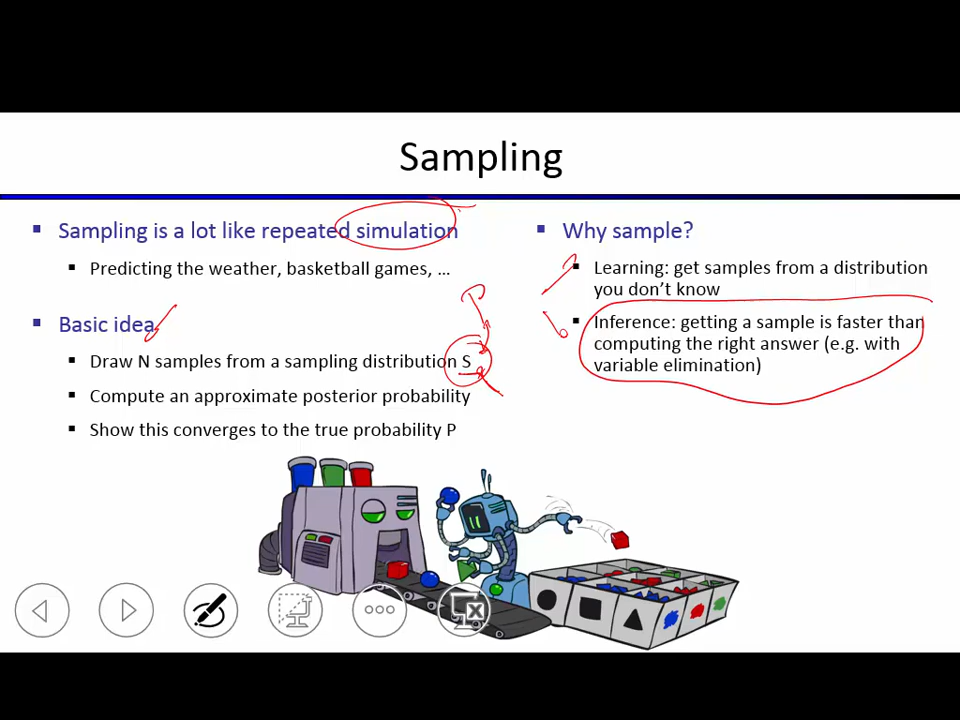 Sampling
Sampling is a lot like repeated simulation
Predicting the weather, basketball games, ...
Basic idea
Draw N samples from a sampling distribution S
Compute an approximate posterior probability
Show this converges to the true probability P
Why sample?
Learning: get samples from a distribution
you don't know
Inference: getting a sample is faster than
computing the right answer (e.g. with
variable elimination)
P